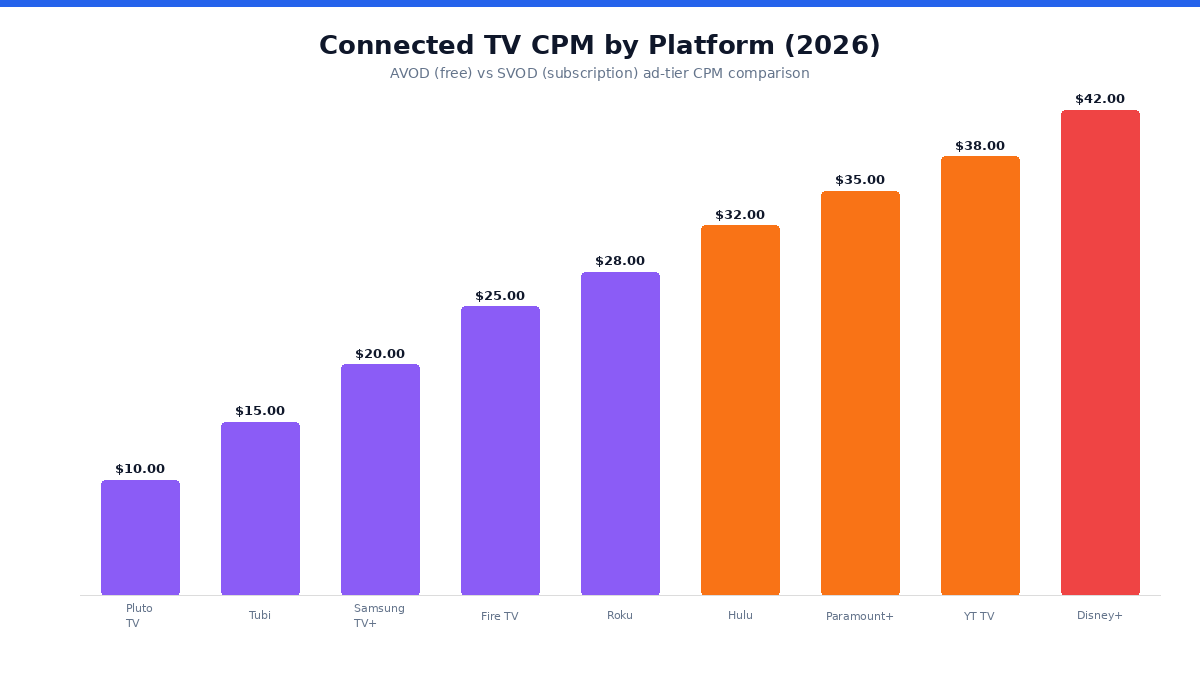 Connected TV CPM by Platform (2026)
AVOD (free) vs SVOD (subscription) ad-tier CPM comparison
$10.00
$15.00
$20.00
$25.00
$28.00
$32.00
$35.00
$38.00
$42.00
Pluto
TV
Tubi
Samsung
TV+
Fire TV
Roku
Hulu
Paramount+
YT TV
Disney+